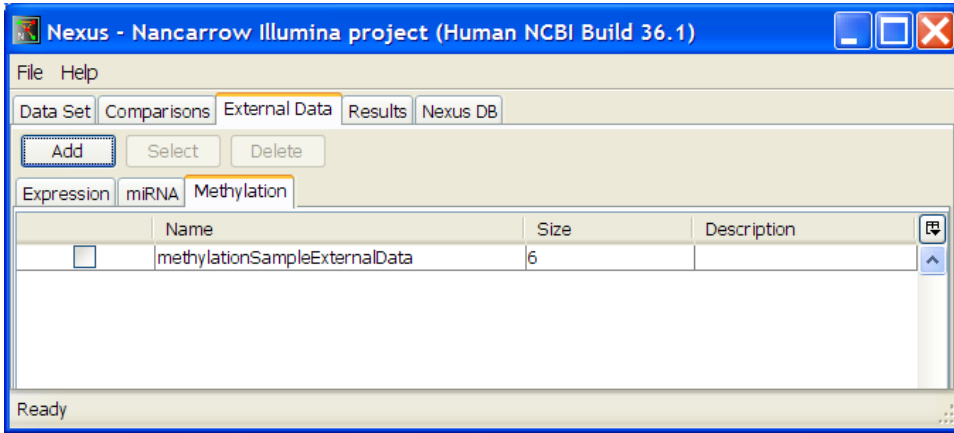 Nexus - Nancarrow Illumina project (Human NCBI Build 36.1)
File Help
Data Set Comparisons External Data Results Nexus DB
Add Select Delete
Expression miRNA Methylation
Name Size Description
methylationSampleExternalData 6
Ready